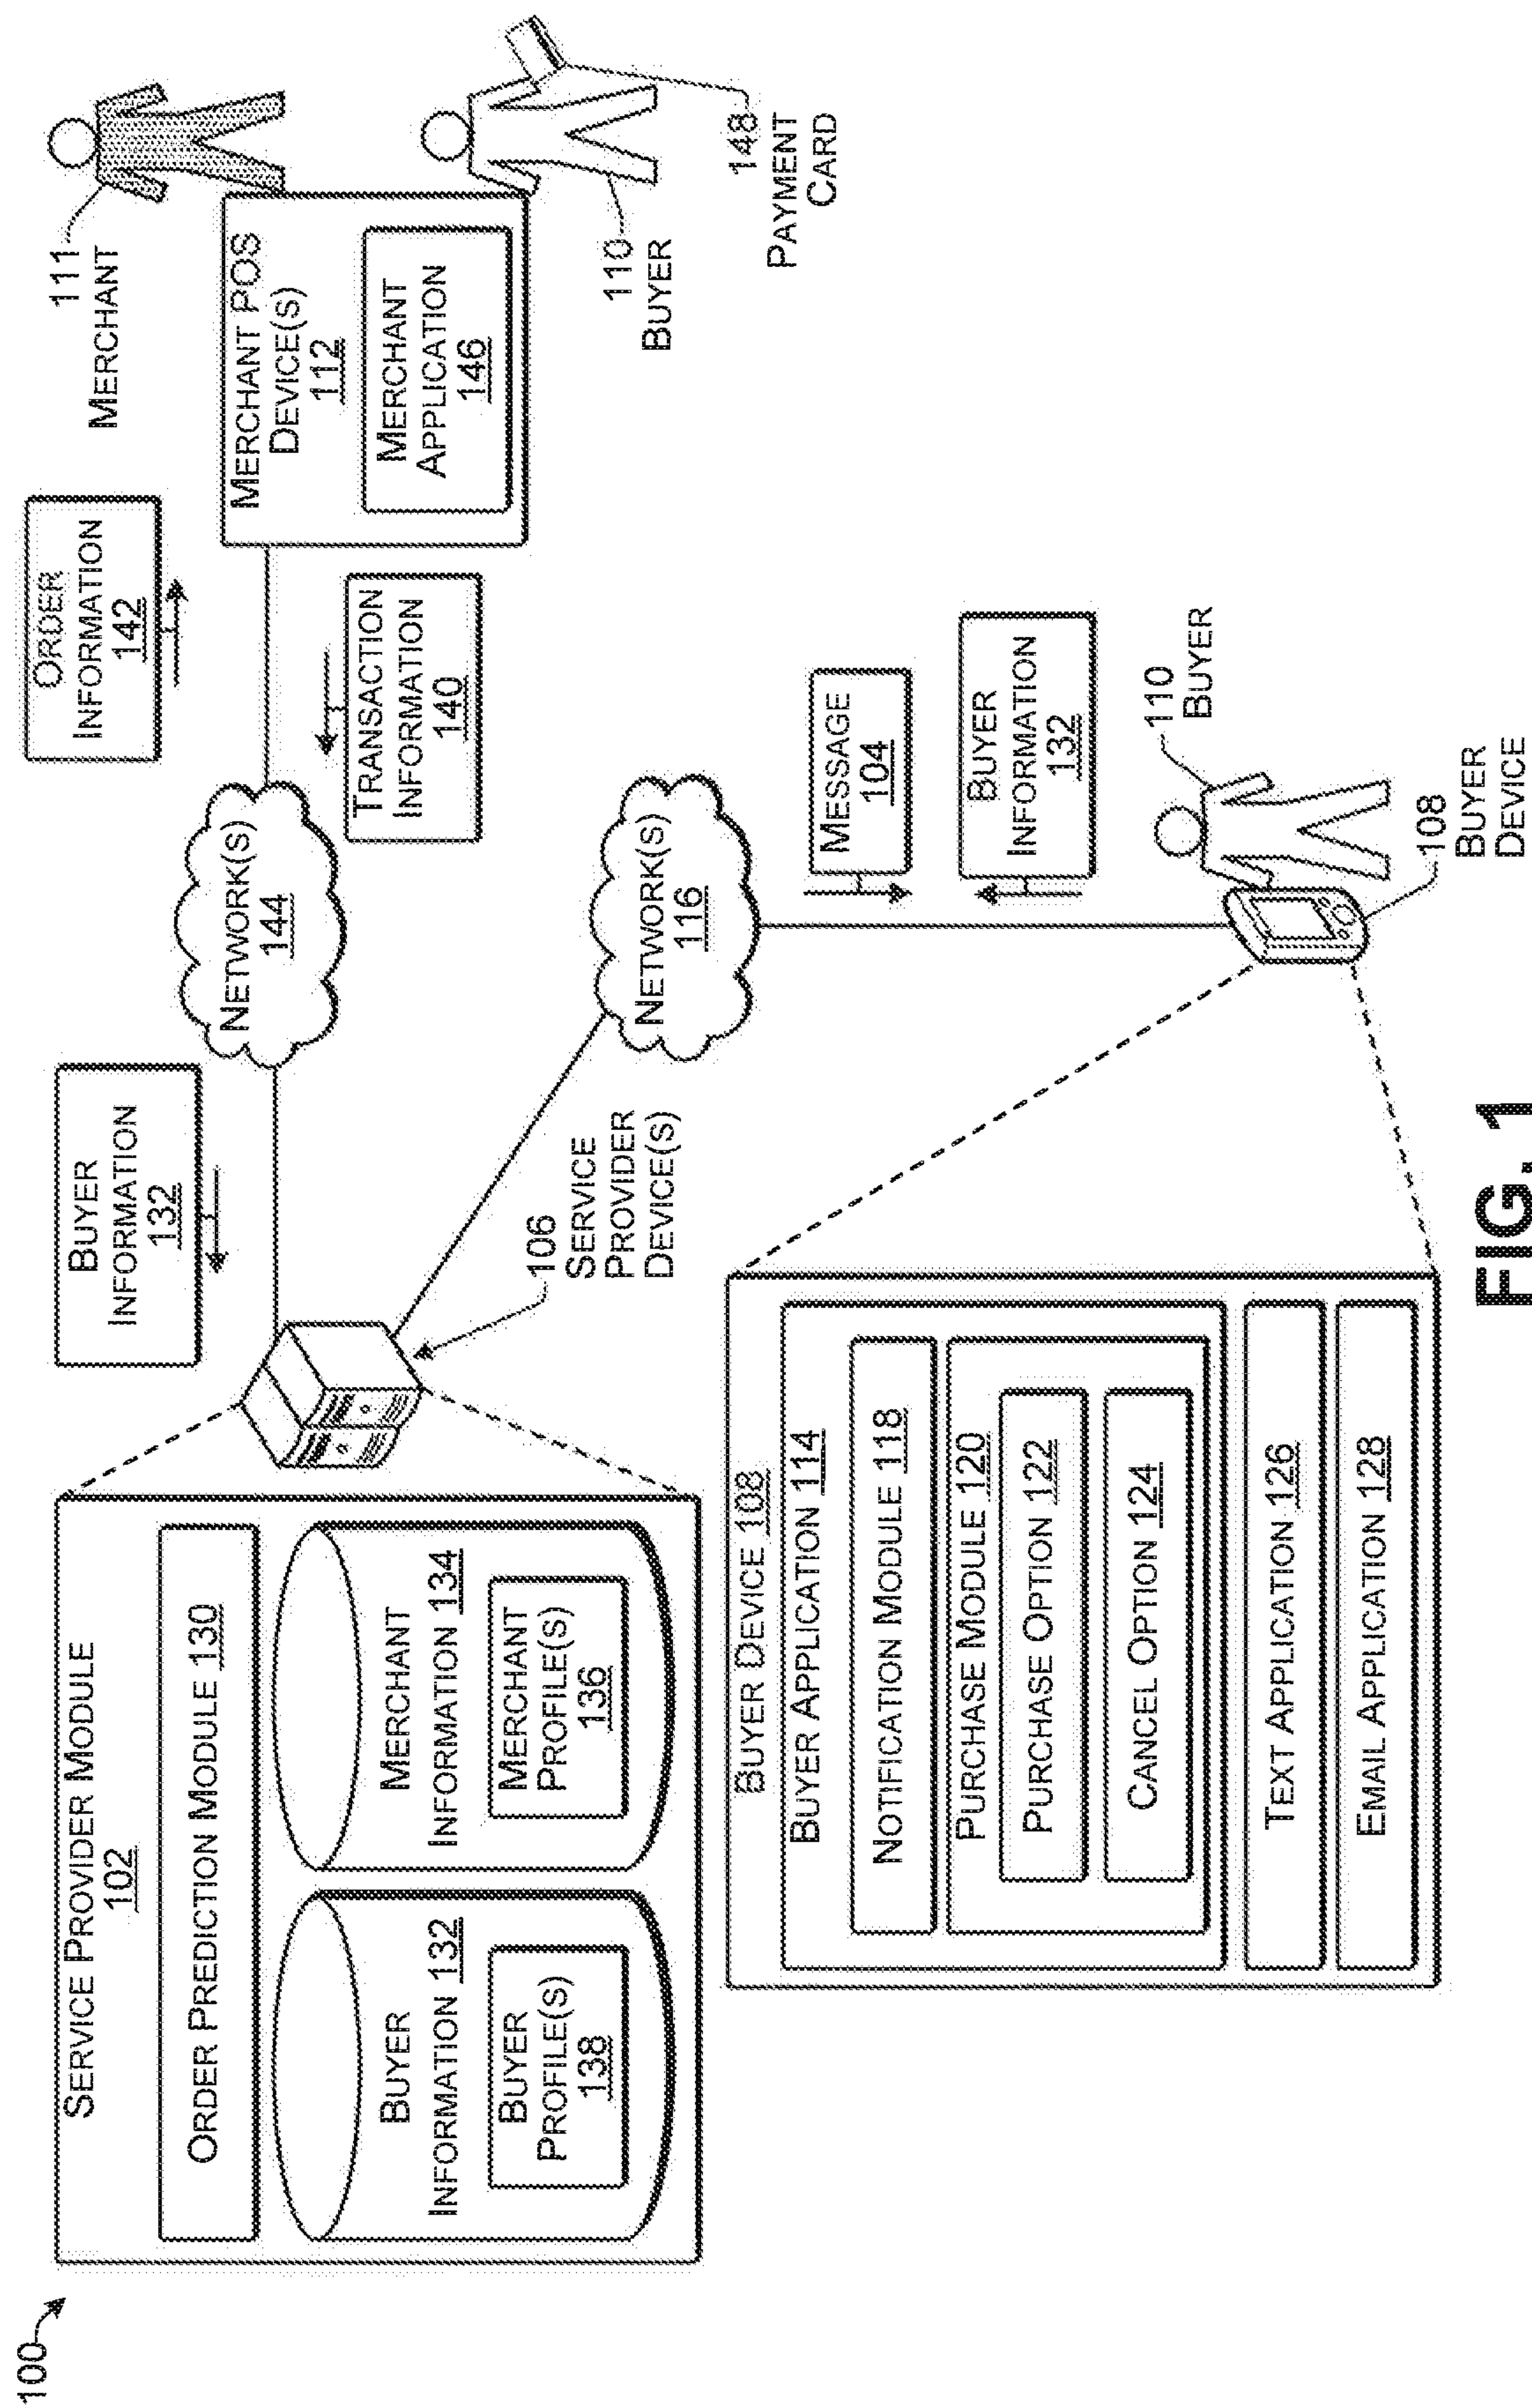 100
SERVICE PROVIDER MODULE
102
ORDER PREDICTION MODULE 130
BUYER
INFORMATION 132
BUYER
PROFILE(S)
138
MERCHANT
INFORMATION 134
MERCHANT
PROFILE(S)
136
BUYER
INFORMATION
132
106
SERVICE
PROVIDER
DEVICE(S)
NETWORK(S)
144
ORDER
INFORMATION
142
TRANSACTION
INFORMATION
140
111
MERCHANT
MERCHANT POS
DEVICE(S)
112
MERCHANT
APPLICATION
146
110
BUYER
148
PAYMENT
CARD
NETWORK(S)
116
MESSAGE
104
BUYER
INFORMATION
132
110
BUYER
108
BUYER
DEVICE
BUYER DEVICE 108
BUYER APPLICATION 114
NOTIFICATION MODULE 118
PURCHASE MODULE 120
PURCHASE OPTION 122
CANCEL OPTION 124
TEXT APPLICATION 126
EMAIL APPLICATION 128
FIG. 1